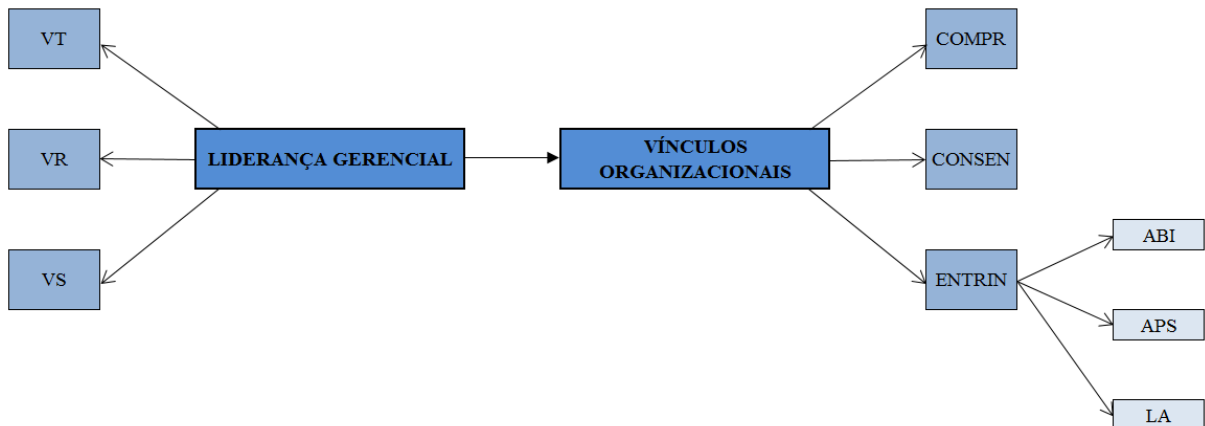 VT
COMPR
VR
LIDERANÇA GERENCIAL
VÍNCULOS
ORGANIZACIONAIS
CONSEN
VS
ENTRIN
ABI
APS
LA